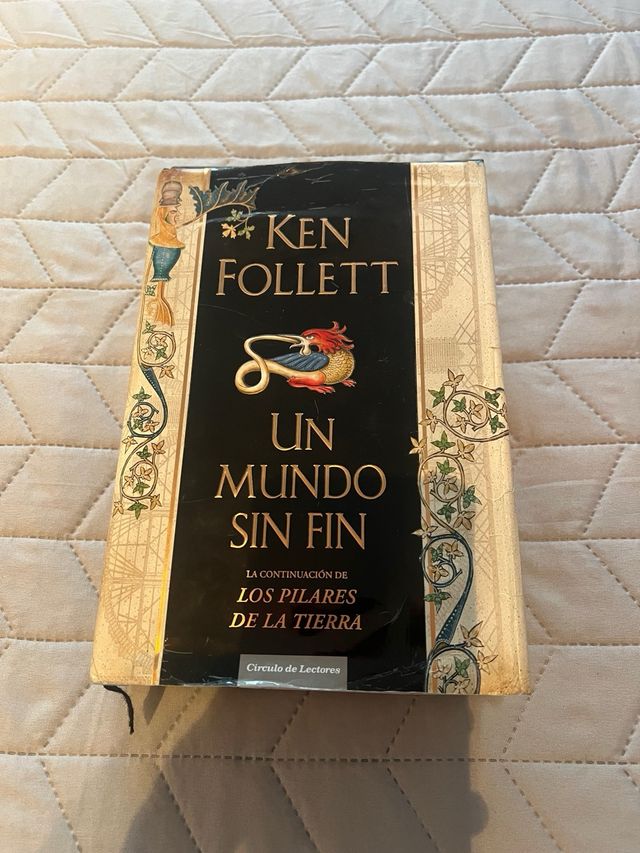 KEN
FOLLETT
UN
MUNDO
SIN FIN
LA CONTINUACIÓN DE
LOS PILARES
DE LA TIERRA
Círculo de Lectores